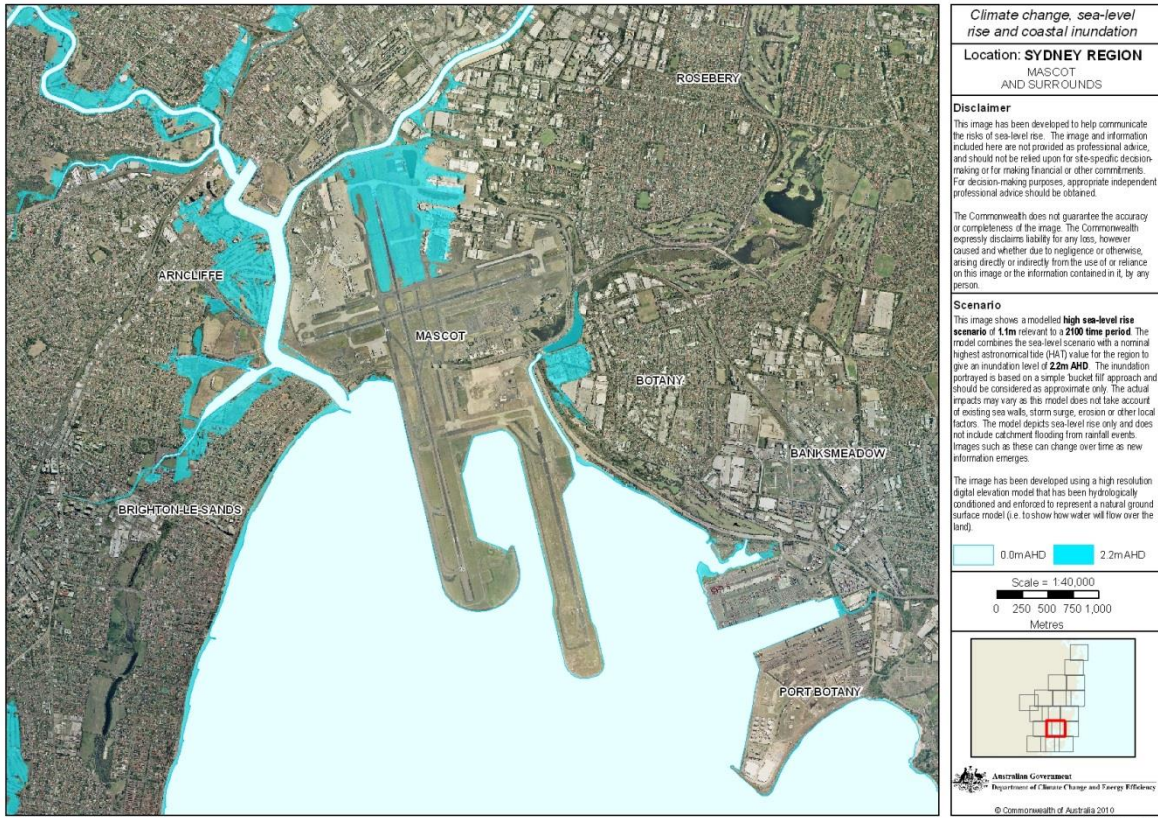 Climate change, sea-level
rise and coastal inundation
Location: SYDNEY REGION
MASCOT
AND SURROUNDS
Disclaimer
This image has been developed to help communicate
the risks of sea-level rise. The image and information
included here are not provided as professional advice,
and should not be relied upon for site-specific decision-
making or for making financial or other commitments.
For decision-making purposes, appropriate independent
professional advice should be obtained.
The Commonwealth does not guarantee the accuracy
or completeness of the image. The Commonwealth
expressly disclaims liability for any loss, however
caused and whether due to negligence or otherwise,
arising directly or indirectly from the use of or reliance
on this image or the information contained in it, by any
person.
Scenario
This image shows a modelled high sea-level rise
scenario of 1.1m relevant to a 2100 time period. The
model combines the sea-level scenario with a nominal
highest astronomical tide (HAT) value for the region to
give an inundation level of 2.2m AHD. The inundation
portrayed is based on a simple 'bucket fill' approach and
should be considered as approximate only. The actual
impacts may vary as this model does not take account
of existing sea walls, storm surge, erosion or other local
factors. The model depicts sea-level rise only and does
not include catchment flooding from rainfall events.
Images such as these can change over time as new
information emerges.
The image has been developed using a high resolution
digital elevation model that has been hydrologically
conditioned and enforced to represent a natural ground
surface model (i.e. to show how water will flow over the
land).
0.0mAHD 2.2mAHD
Scale = 1:40,000
0 250 500 750 1,000
Metres
Australian Government
Department of Climate Change and Energy Efficiency
© Commonwealth of Australia 2010
ROSEBERY
ARNCLIFFE
MASCOT
BOTANY
BANKSMEADOW
BRIGHTON-LE-SANDS
PORT BOTANY